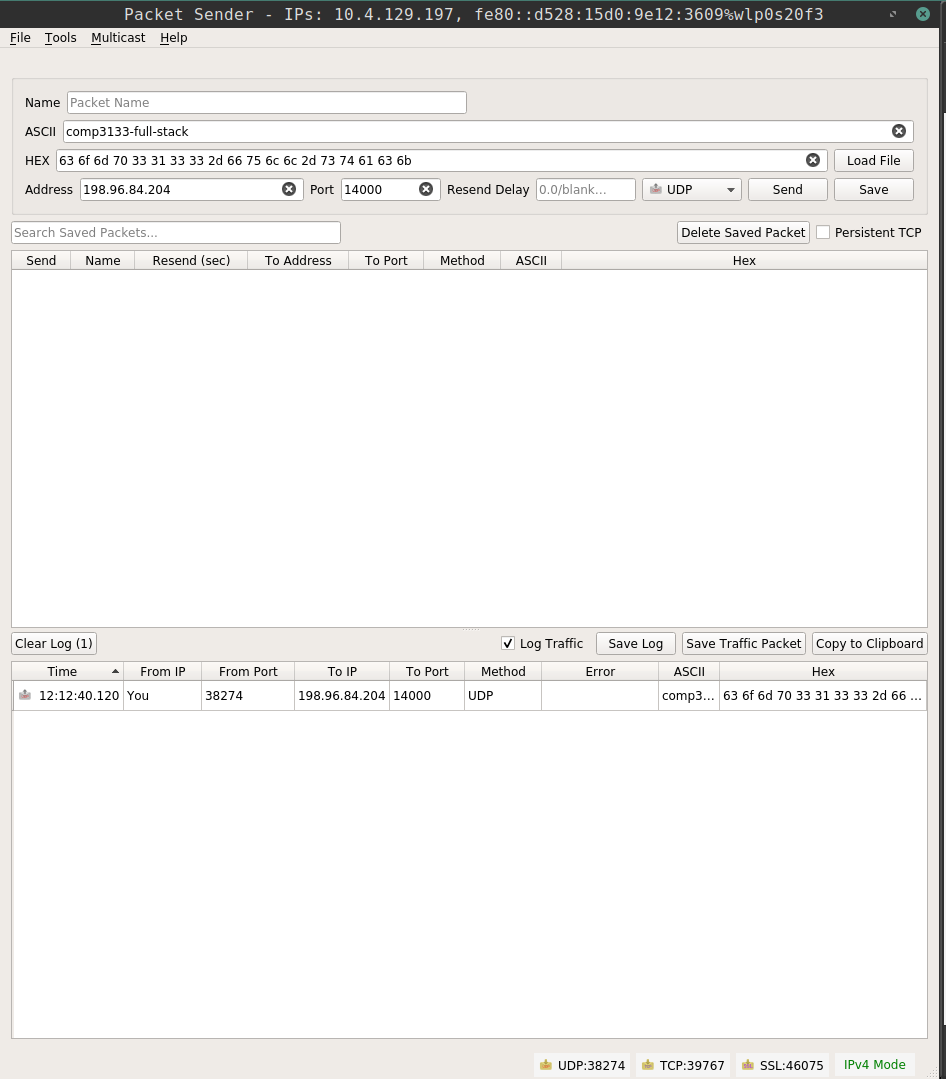 Packet Sender - IPs: 10.4.129.197, fe80::d528:15d0:9e12:3609%wlp0s20f3
File Tools Multicast Help
Name Packet Name
ASCII comp3133-full-stack
HEX 63 6f 6d 70 33 31 33 33 2d 66 75 6c 6c 2d 73 74 61 63 6b Load File
Address 198.96.84.204 Port 14000 Resend Delay 0.0/blank... UDP Send Save
Search Saved Packets... Delete Saved Packet Persistent TCP
Send Name Resend (sec) To Address To Port Method ASCII Hex
Clear Log (1) Log Traffic Save Log Save Traffic Packet Copy to Clipboard
Time From IP From Port To IP To Port Method Error ASCII Hex
12:12:40.120 You 38274 198.96.84.204 14000 UDP comp3... 63 6f 6d 70 33 31 33 33 2d 66 ...
UDP:38274 TCP:39767 SSL:46075 IPv4 Mode